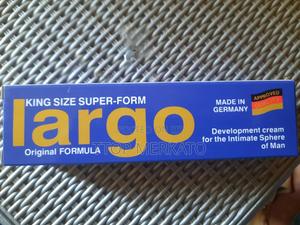 KING SIZE SUPER-FORM
MADE IN
GERMANY
APPROVED
largo
Original FORMULA
Development cream
for the Intimate Sphere
of Man
MERKATO